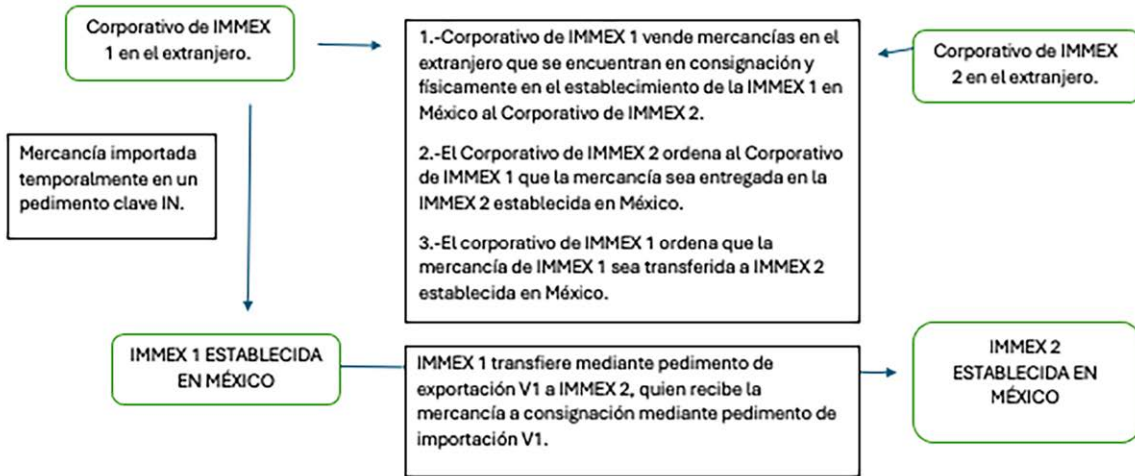 Corporativo de IMMEX
1 en el extranjero.
1.-Corporativo de IMMEX 1 vende mercancías en el
extranjero que se encuentran en consignación y
físicamente en el establecimiento de la IMMEX 1 en
México al Corporativo de IMMEX 2.
2.-El Corporativo de IMMEX 2 ordena al Corporativo
de IMMEX 1 que la mercancía sea entregada en la
IMMEX 2 establecida en México.
3.-El corporativo de IMMEX 1 ordena que la
mercancía de IMMEX 1 sea transferida a IMMEX 2
establecida en México.
Corporativo de IMMEX
2 en el extranjero.
Mercancía importada
temporalmente en un
pedimento clave IN.
IMMEX 1 ESTABLECIDA
EN MÉXICO
IMMEX 1 transfiere mediante pedimento de
exportación V1 a IMMEX 2, quien recibe la
mercancía a consignación mediante pedimento de
importación V1.
IMMEX 2
ESTABLECIDA EN
MÉXICO